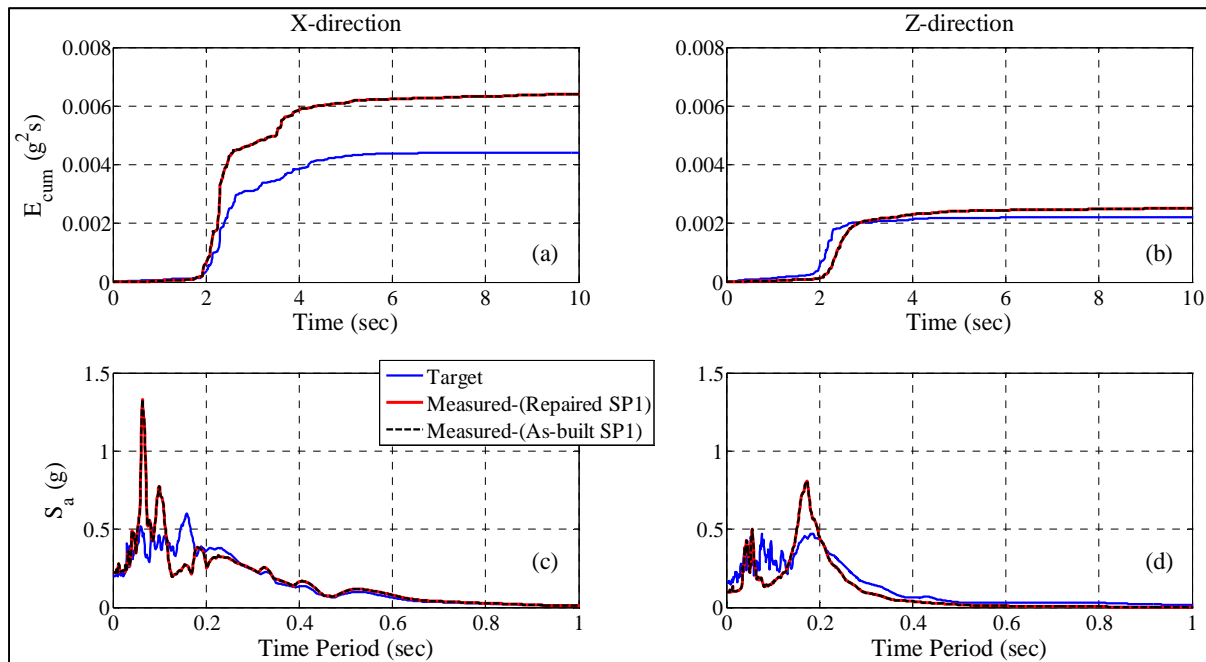 X-direction
Z-direction
E_cum (g^2s)
0.008
0.006
0.004
0.002
0
0 2 4 6 8 10
Time (sec)
(a)
0.008
0.006
0.004
0.002
0
0 2 4 6 8 10
Time (sec)
(b)
Target
Measured-(Repaired SP1)
Measured-(As-built SP1)
S_a (g)
1.5
1
0.5
0
0 0.2 0.4 0.6 0.8 1
Time Period (sec)
(c)
1.5
1
0.5
0
0 0.2 0.4 0.6 0.8 1
Time Period (sec)
(d)